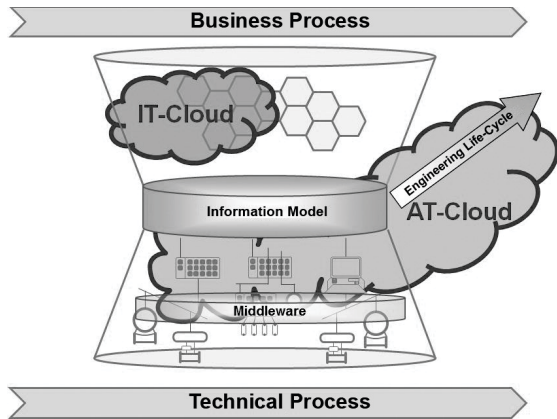 Business Process
IT-Cloud
Engineering Life-Cycle
Information Model
AT-Cloud
Middleware
Technical Process